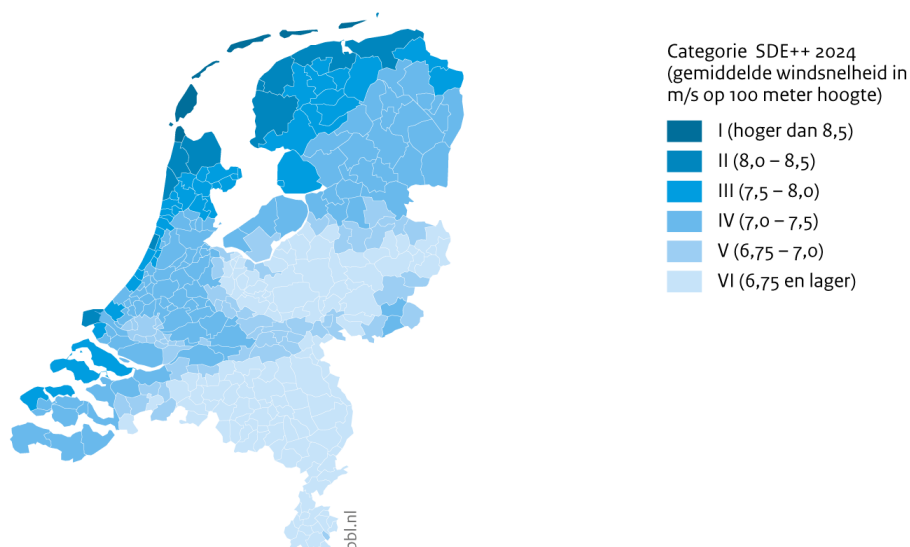 Categorie SDE++ 2024
(gemiddelde windsnelheid in
m/s op 100 meter hoogte)
I (hoger dan 8,5)
II (8,0 – 8,5)
III (7,5 – 8,0)
IV (7,0 – 7,5)
V (6,75 – 7,0)
VI (6,75 en lager)
pbl.nl